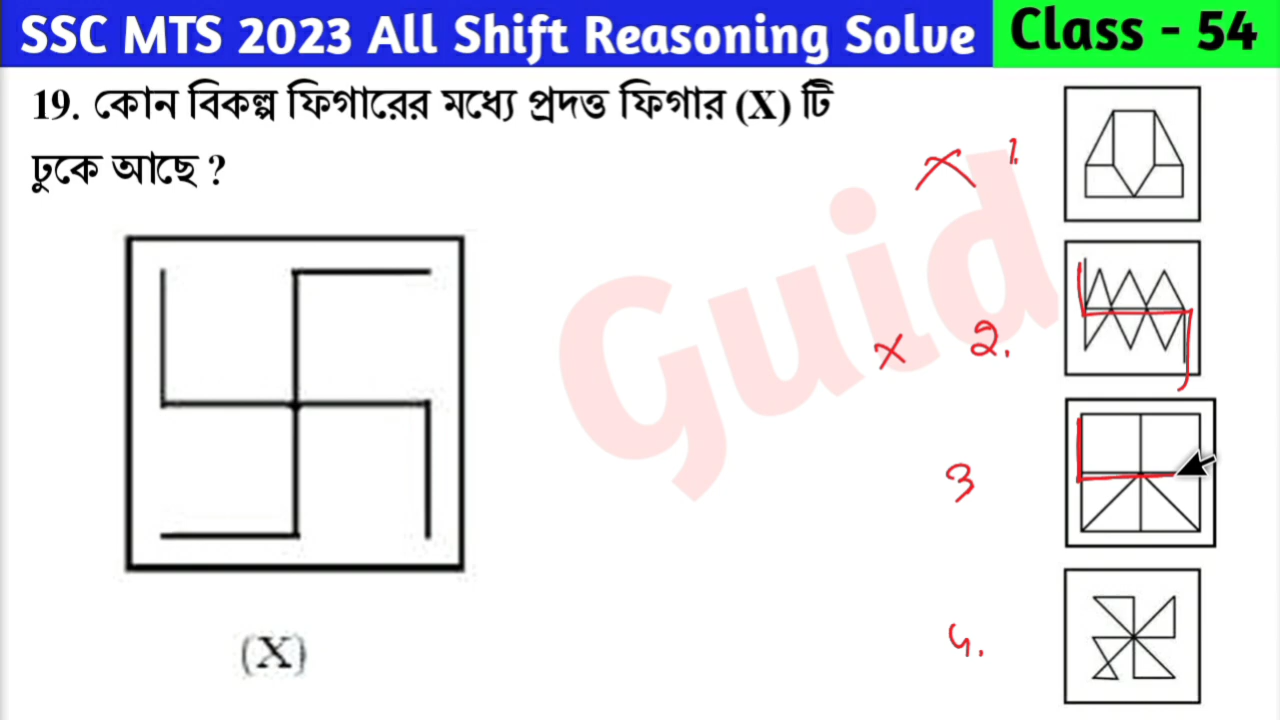 SSC MTS 2023 All Shift Reasoning Solve Class - 54
19. কোন বিকল্প ফিগারের মধ্যে প্রদত্ত ফিগার (X) টি
ঢুকে আছে ?
Guid
X 1.
X 2.
3
4.
(X)